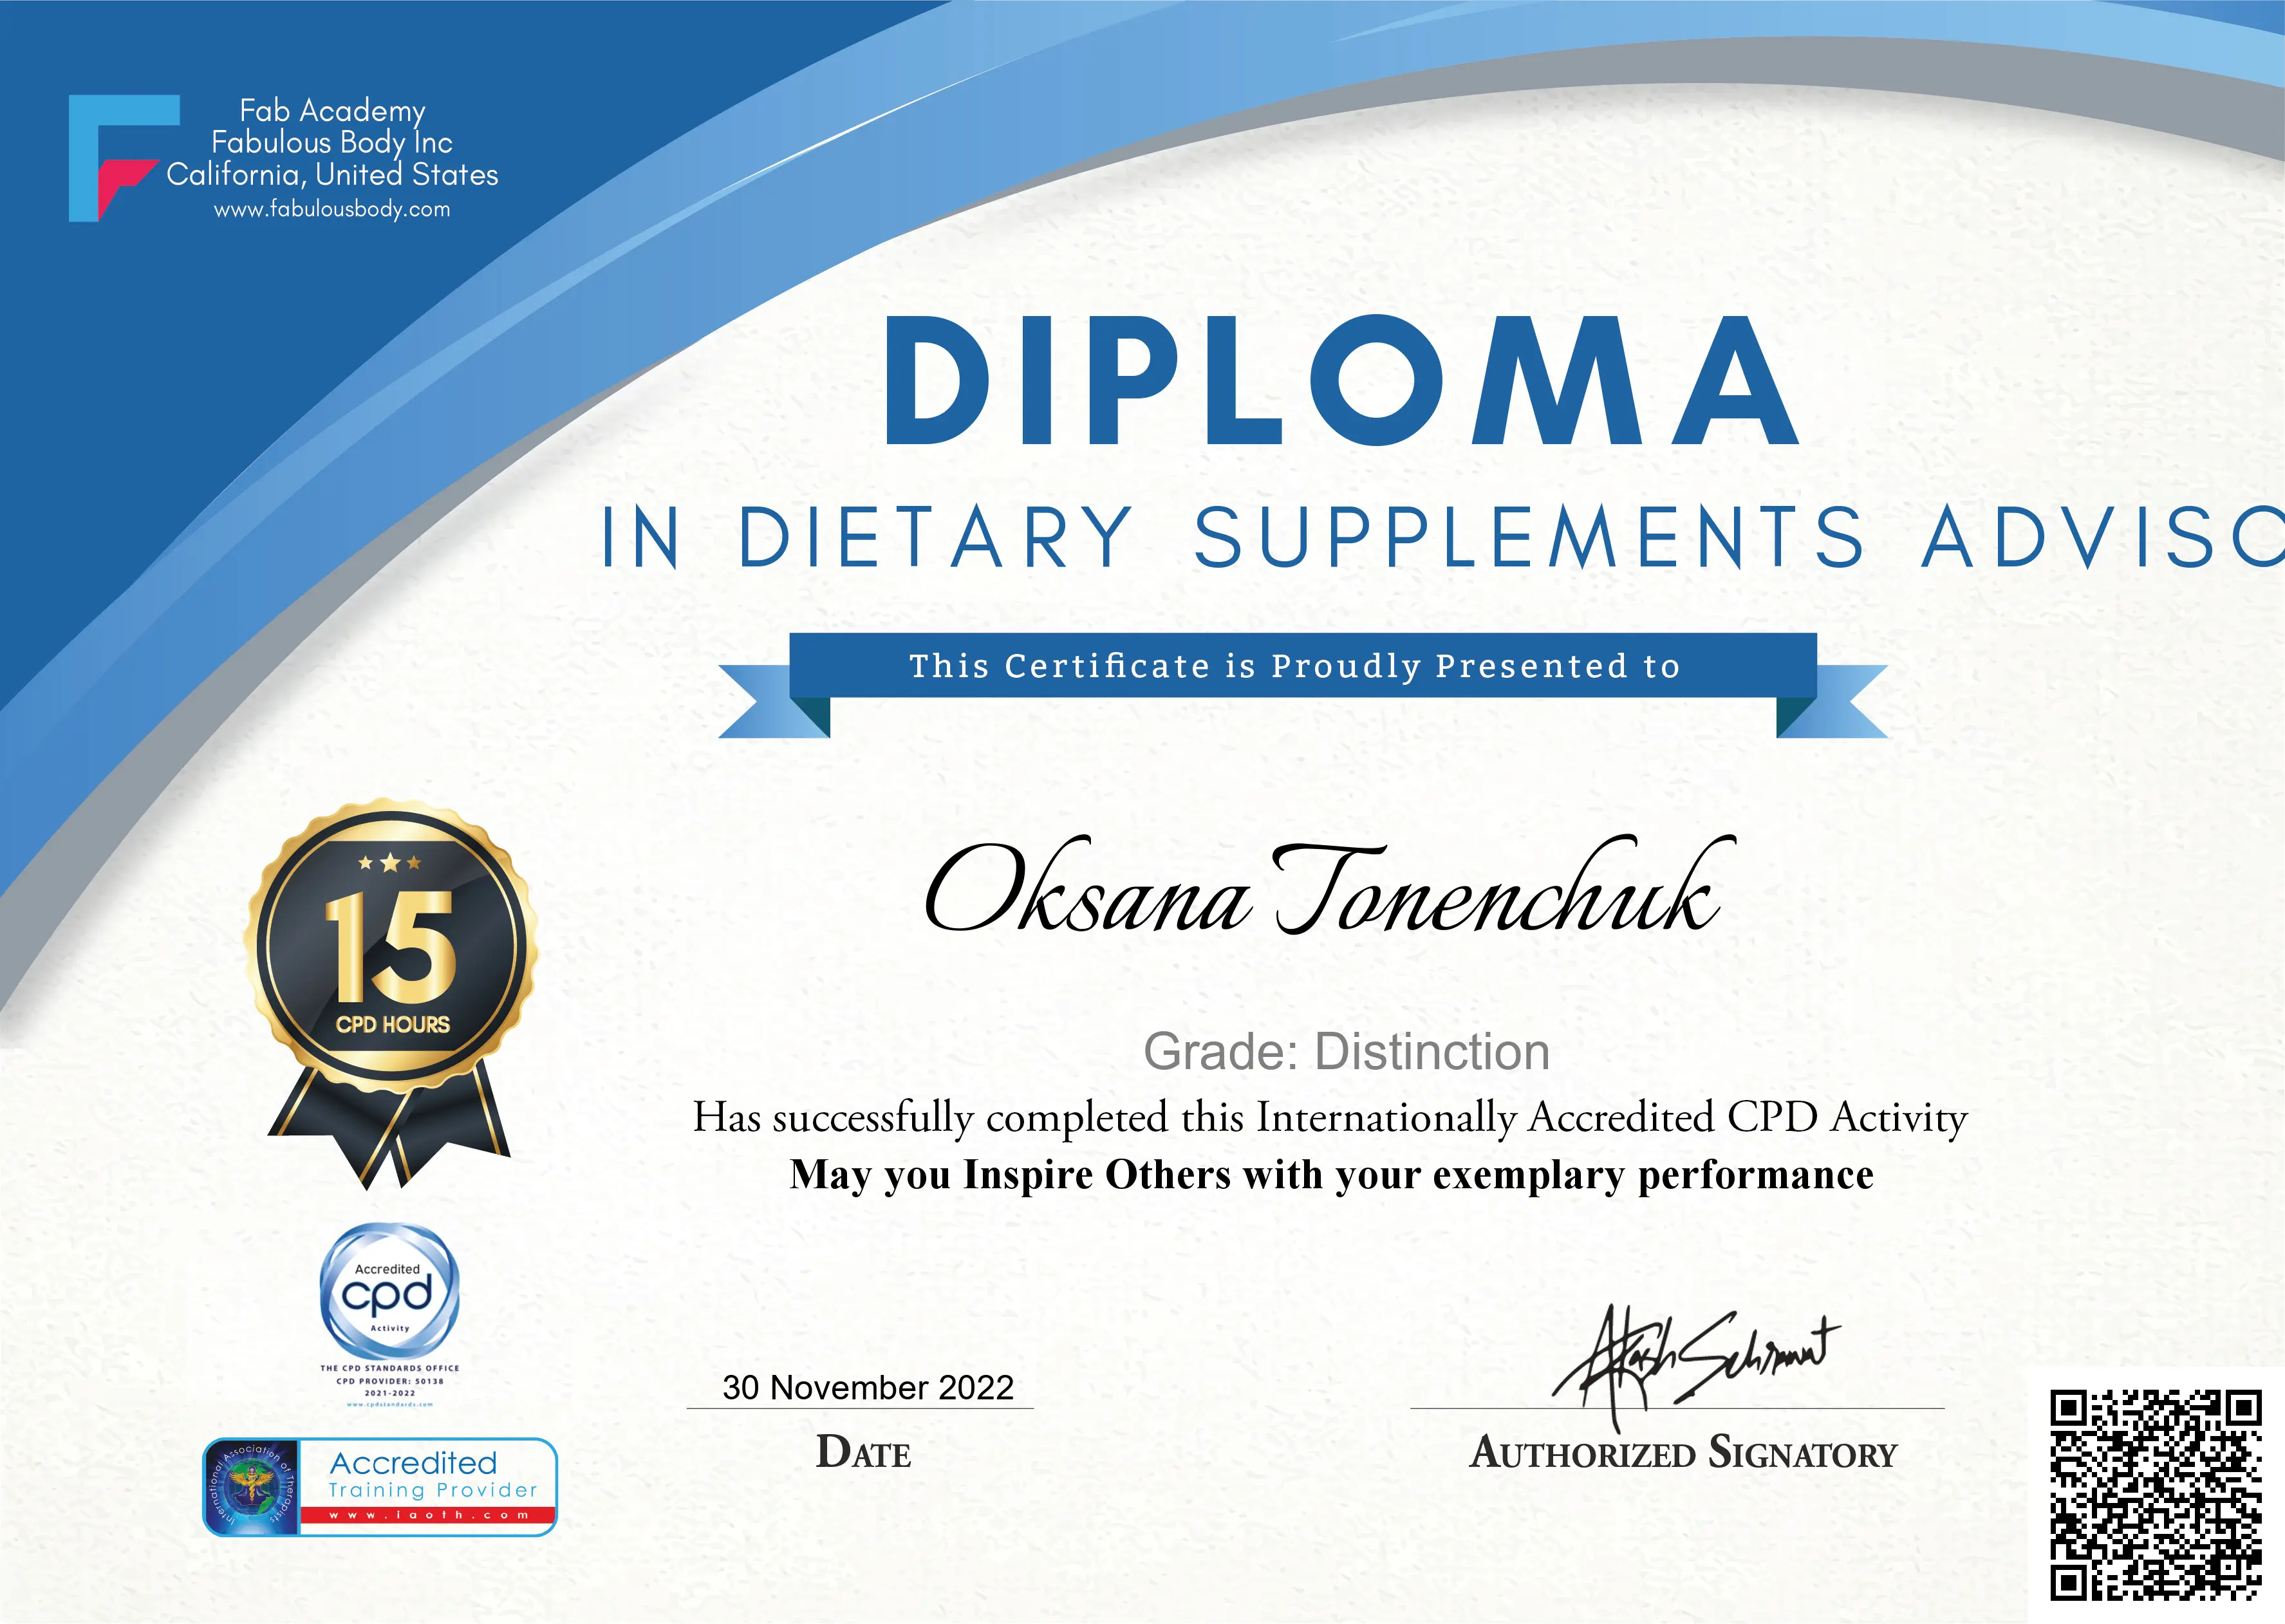 Fab Academy
Fabulous Body Inc
California, United States
www.fabulousbody.com
DIPLOMA
IN DIETARY SUPPLEMENTS ADVISO
This Certificate is Proudly Presented to
Oksana Tonenchuk
15
CPD HOURS
Grade: Distinction
Has successfully completed this Internationally Accredited CPD Activity
May you Inspire Others with your exemplary performance
Accredited
cpd
Activity
THE CPD STANDARDS OFFICE
CPD PROVIDER: 50138
2021-2022
www.cpdstandards.com
30 November 2022
DATE
AUTHORIZED SIGNATORY
International Association of Therapists
Accredited
Training Provider
www.iaoth.com